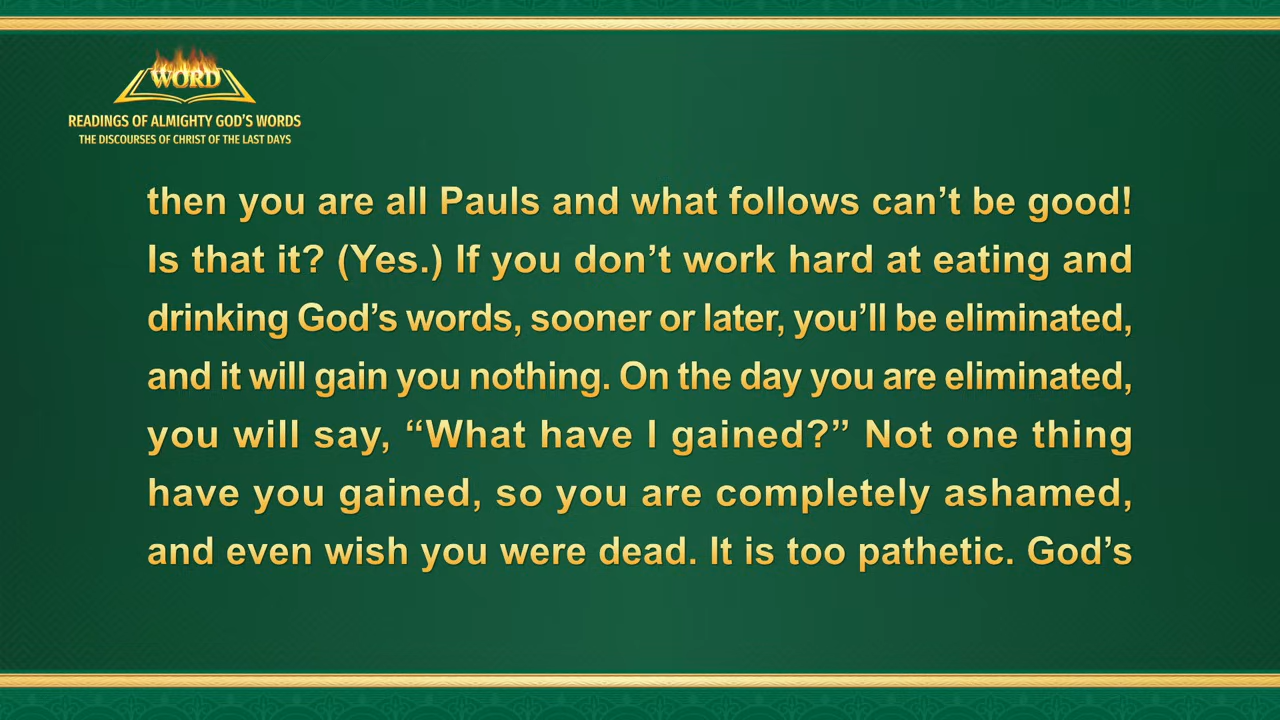 WORD
READINGS OF ALMIGHTY GOD'S WORDS
THE DISCOURSES OF CHRIST OF THE LAST DAYS
then you are all Pauls and what follows can’t be good!
Is that it? (Yes.) If you don’t work hard at eating and
drinking God’s words, sooner or later, you’ll be eliminated,
and it will gain you nothing. On the day you are eliminated,
you will say, “What have I gained?” Not one thing
have you gained, so you are completely ashamed,
and even wish you were dead. It is too pathetic. God’s